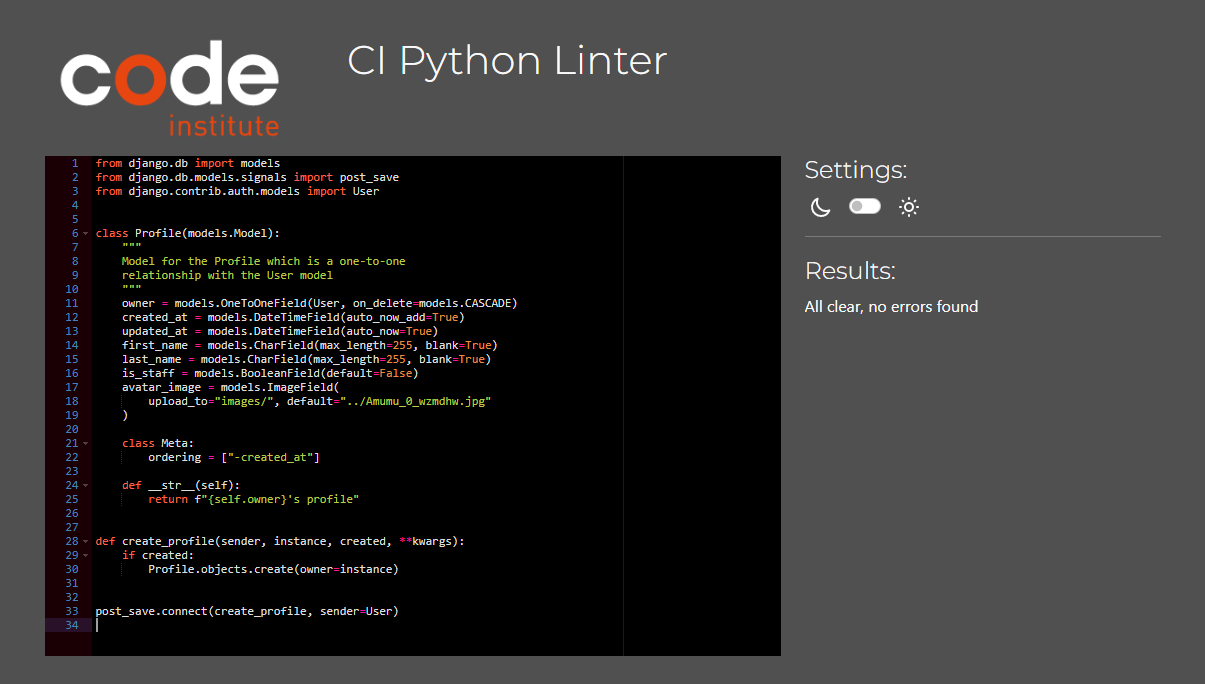 code
institute
CI Python Linter
1 from django.db import models
2 from django.db.models.signals import post_save
3 from django.contrib.auth.models import User
4
5
6 class Profile(models.Model):
7     """
8     Model for the Profile which is a one-to-one
9     relationship with the User model
10     """
11     owner = models.OneToOneField(User, on_delete=models.CASCADE)
12     created_at = models.DateTimeField(auto_now_add=True)
13     updated_at = models.DateTimeField(auto_now=True)
14     first_name = models.CharField(max_length=255, blank=True)
15     last_name = models.CharField(max_length=255, blank=True)
16     is_staff = models.BooleanField(default=False)
17     avatar_image = models.ImageField(
18         upload_to="images/", default="../Amumu_0_wzmdhw.jpg"
19     )
20
21     class Meta:
22         ordering = ["-created_at"]
23
24     def __str__(self):
25         return f"{self.owner}'s profile"
26
27
28 def create_profile(sender, instance, created, **kwargs):
29     if created:
30         Profile.objects.create(owner=instance)
31
32
33 post_save.connect(create_profile, sender=User)
34
Settings:
Results:
All clear, no errors found